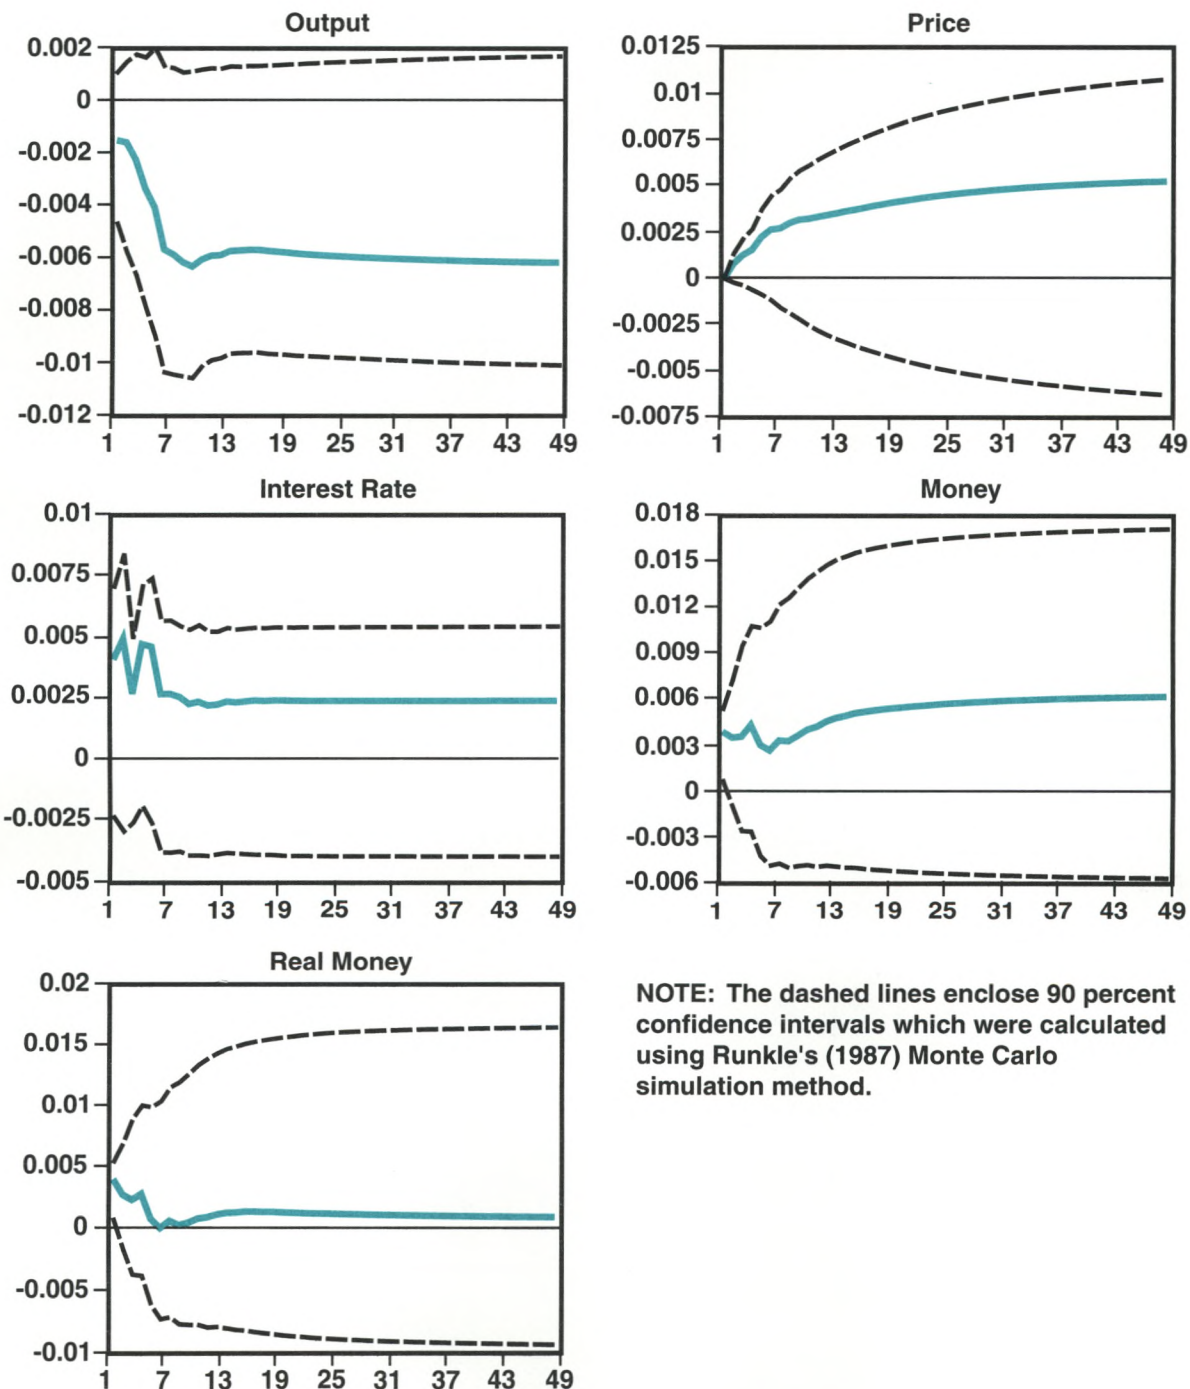 Output
0.002
0
-0.002
-0.004
-0.006
-0.008
-0.01
-0.012
1 7 13 19 25 31 37 43 49
Price
0.0125
0.01
0.0075
0.005
0.0025
0
-0.0025
-0.005
-0.0075
1 7 13 19 25 31 37 43 49
Interest Rate
0.01
0.0075
0.005
0.0025
0
-0.0025
-0.005
1 7 13 19 25 31 37 43 49
Money
0.018
0.015
0.012
0.009
0.006
0.003
0
-0.003
-0.006
1 7 13 19 25 31 37 43 49
Real Money
0.02
0.015
0.01
0.005
0
-0.005
-0.01
1 7 13 19 25 31 37 43 49
NOTE: The dashed lines enclose 90 percent
confidence intervals which were calculated
using Runkle's (1987) Monte Carlo
simulation method.